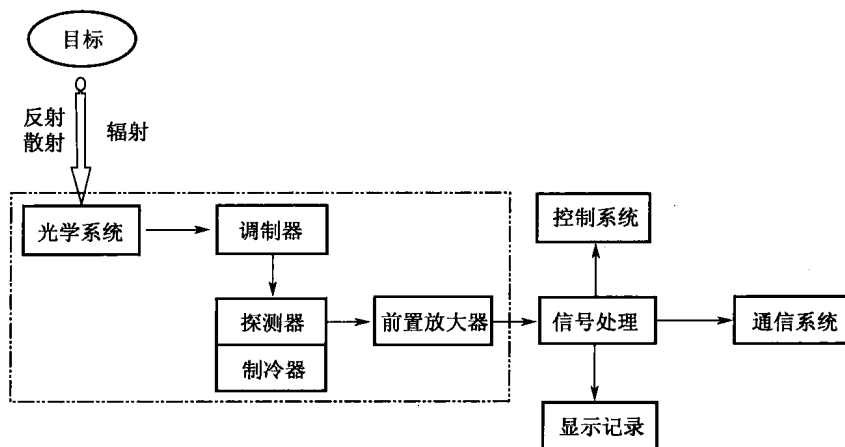 目标
反射
散射
辐射
光学系统
调制器
控制系统
探测器
前置放大器
信号处理
通信系统
制冷器
显示记录